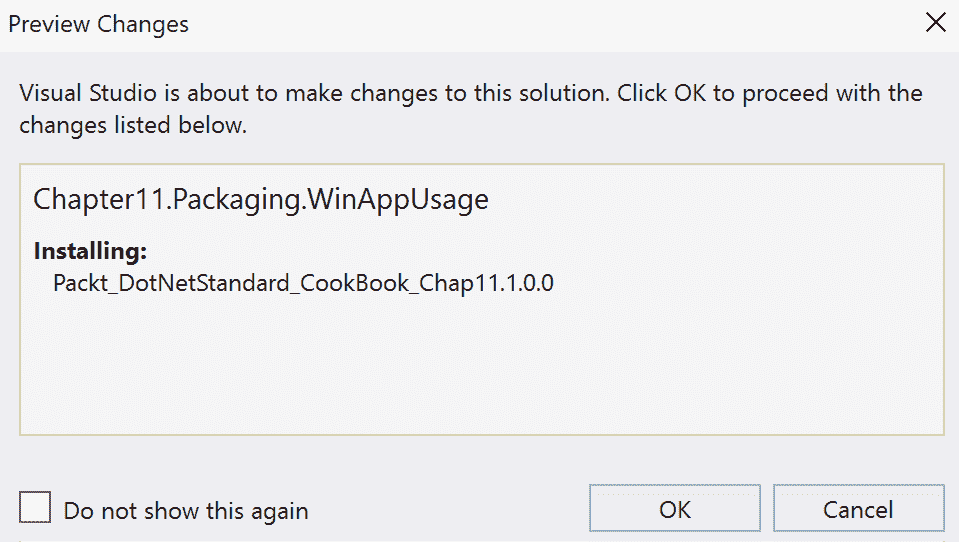 Preview Changes
Visual Studio is about to make changes to this solution. Click OK to proceed with the
changes listed below.
Chapter11.Packaging.WinAppUsage
Installing:
Packt_DotNetStandard_CookBook_Chap11.1.0.0
Do not show this again
OK
Cancel